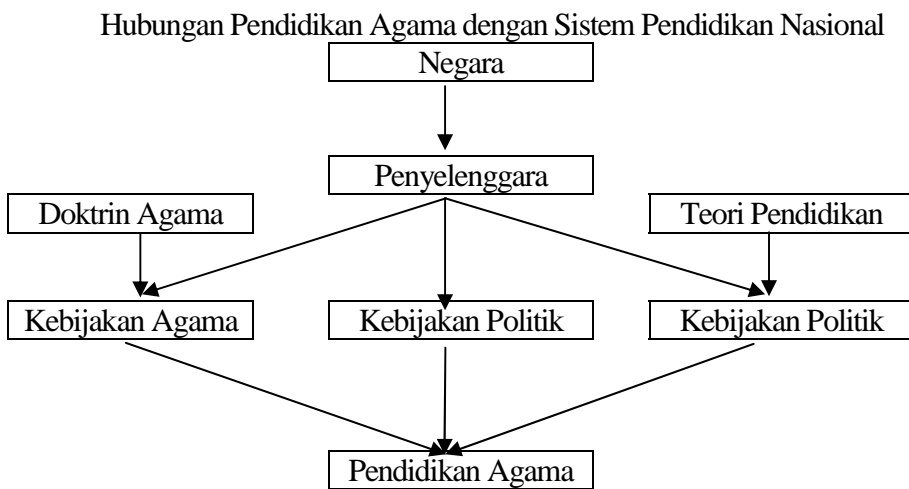 Hubungan Pendidikan Agama dengan Sistem Pendidikan Nasional
Negara
Penyelenggara
Doktrin Agama
Teori Pendidikan
Kebijakan Agama
Kebijakan Politik
Kebijakan Politik
Pendidikan Agama